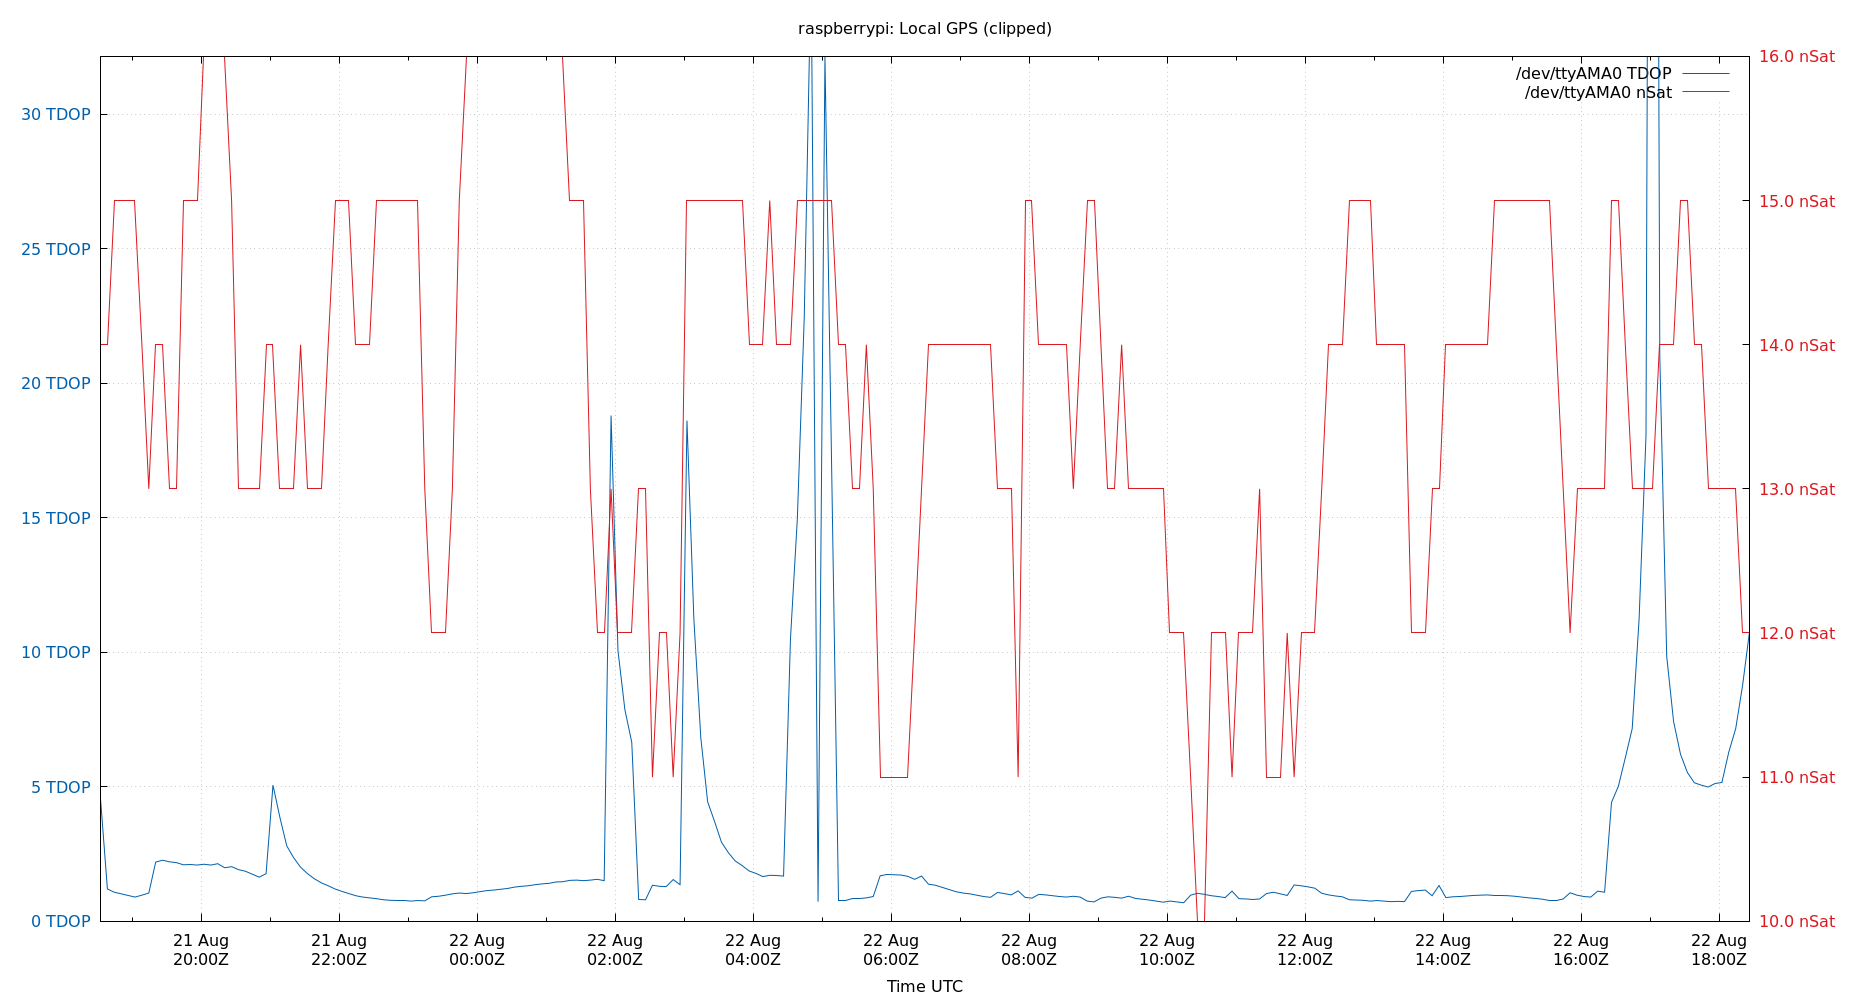 raspberrypi: Local GPS (clipped)
16.0 nSat
15.0 nSat
14.0 nSat
13.0 nSat
12.0 nSat
11.0 nSat
10.0 nSat
/dev/ttyAMA0 TDOP
/dev/ttyAMA0 nSat
30 TDOP
25 TDOP
20 TDOP
15 TDOP
10 TDOP
5 TDOP
0 TDOP
21 Aug
20:00Z
21 Aug
22:00Z
22 Aug
00:00Z
22 Aug
02:00Z
22 Aug
04:00Z
22 Aug
06:00Z
22 Aug
08:00Z
22 Aug
10:00Z
22 Aug
12:00Z
22 Aug
14:00Z
22 Aug
16:00Z
22 Aug
18:00Z
Time UTC